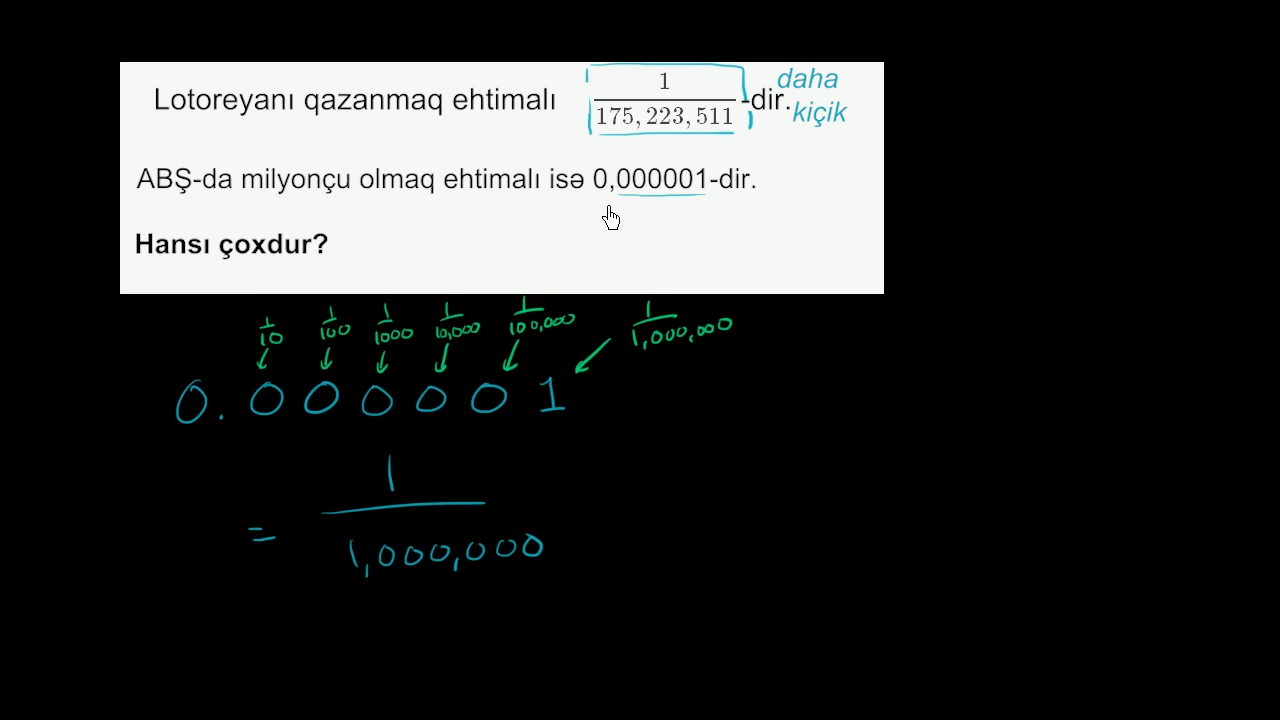 Lotoreyanı qazanmaq ehtimalı 1/175,223,511 -dir. daha kiçik
ABŞ-da milyonçu olmaq ehtimalı isə 0,000001-dir.
Hansı çoxdur?
1/10 1/100 1/1000 1/10,000 1/100,000 1/1,000,000
0.000001
= 1/1,000,000